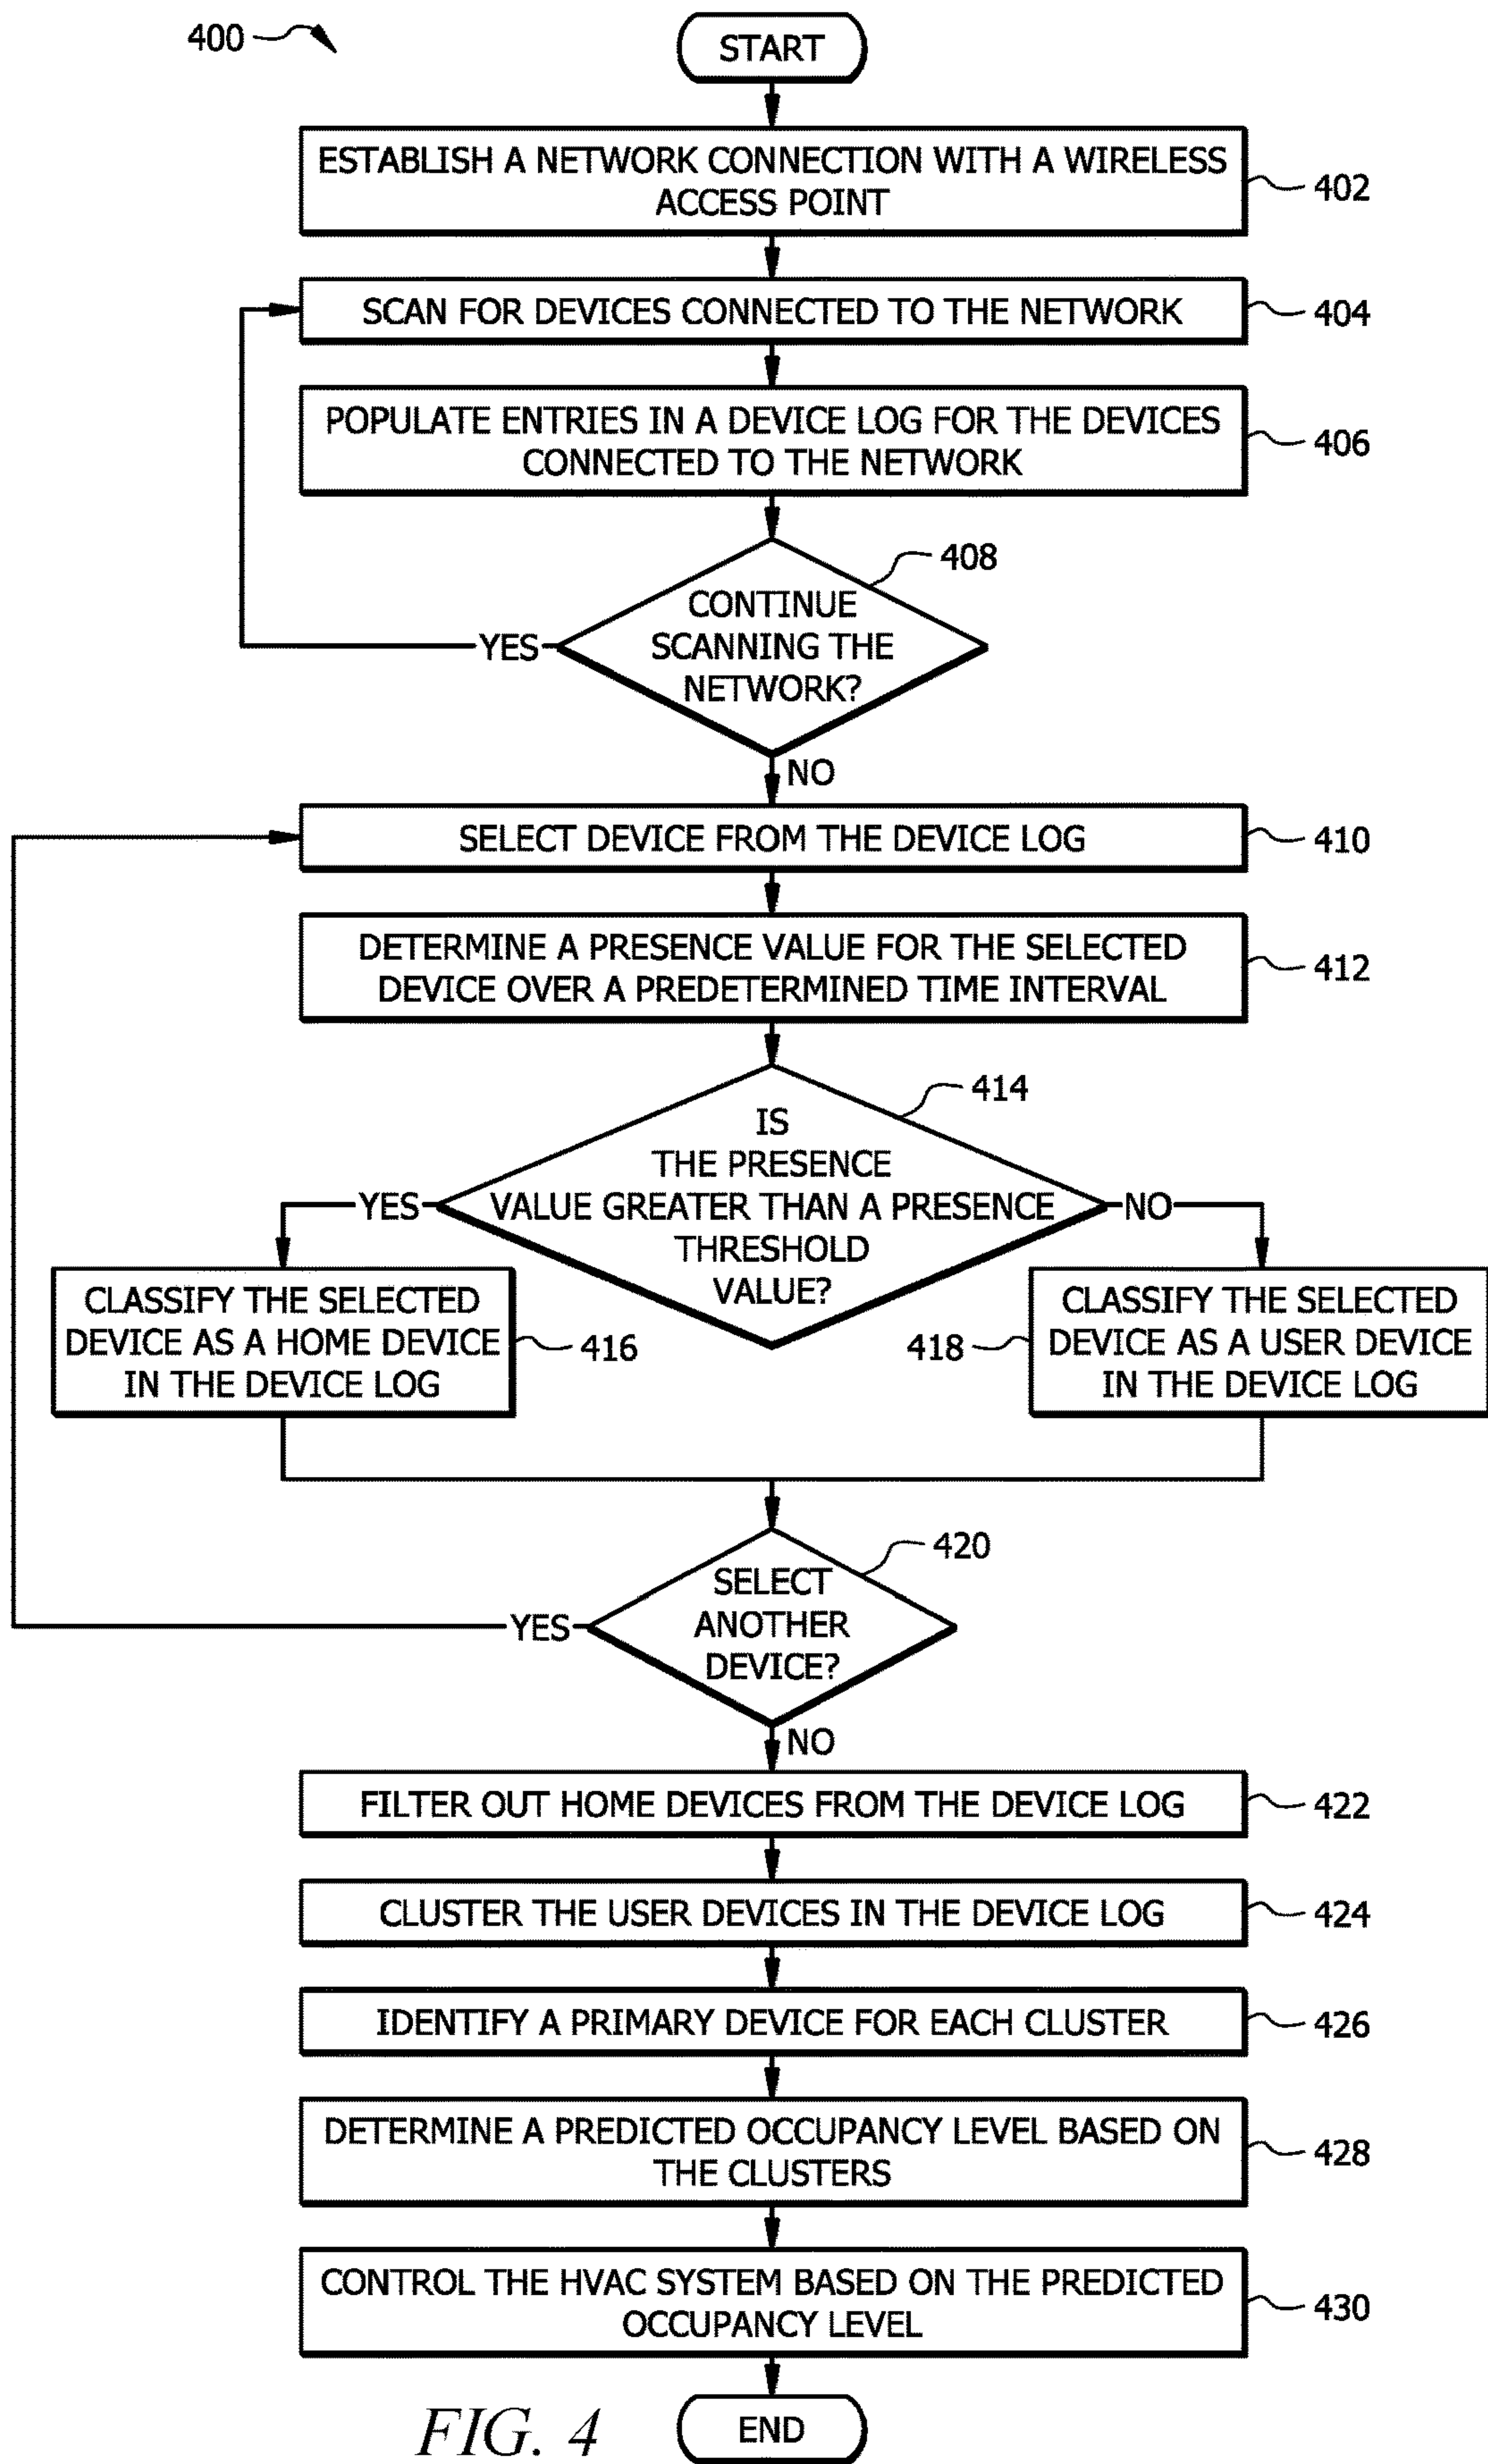 400
START
ESTABLISH A NETWORK CONNECTION WITH A WIRELESS
ACCESS POINT
402
SCAN FOR DEVICES CONNECTED TO THE NETWORK
404
POPULATE ENTRIES IN A DEVICE LOG FOR THE DEVICES
CONNECTED TO THE NETWORK
406
408
CONTINUE
SCANNING THE
NETWORK?
YES
NO
SELECT DEVICE FROM THE DEVICE LOG
410
DETERMINE A PRESENCE VALUE FOR THE SELECTED
DEVICE OVER A PREDETERMINED TIME INTERVAL
412
414
IS
THE PRESENCE
VALUE GREATER THAN A PRESENCE
THRESHOLD
VALUE?
YES
NO
CLASSIFY THE SELECTED
DEVICE AS A HOME DEVICE
IN THE DEVICE LOG
416
418
CLASSIFY THE SELECTED
DEVICE AS A USER DEVICE
IN THE DEVICE LOG
420
SELECT
ANOTHER
DEVICE?
YES
NO
FILTER OUT HOME DEVICES FROM THE DEVICE LOG
422
CLUSTER THE USER DEVICES IN THE DEVICE LOG
424
IDENTIFY A PRIMARY DEVICE FOR EACH CLUSTER
426
DETERMINE A PREDICTED OCCUPANCY LEVEL BASED ON
THE CLUSTERS
428
CONTROL THE HVAC SYSTEM BASED ON THE PREDICTED
OCCUPANCY LEVEL
430
FIG. 4
END